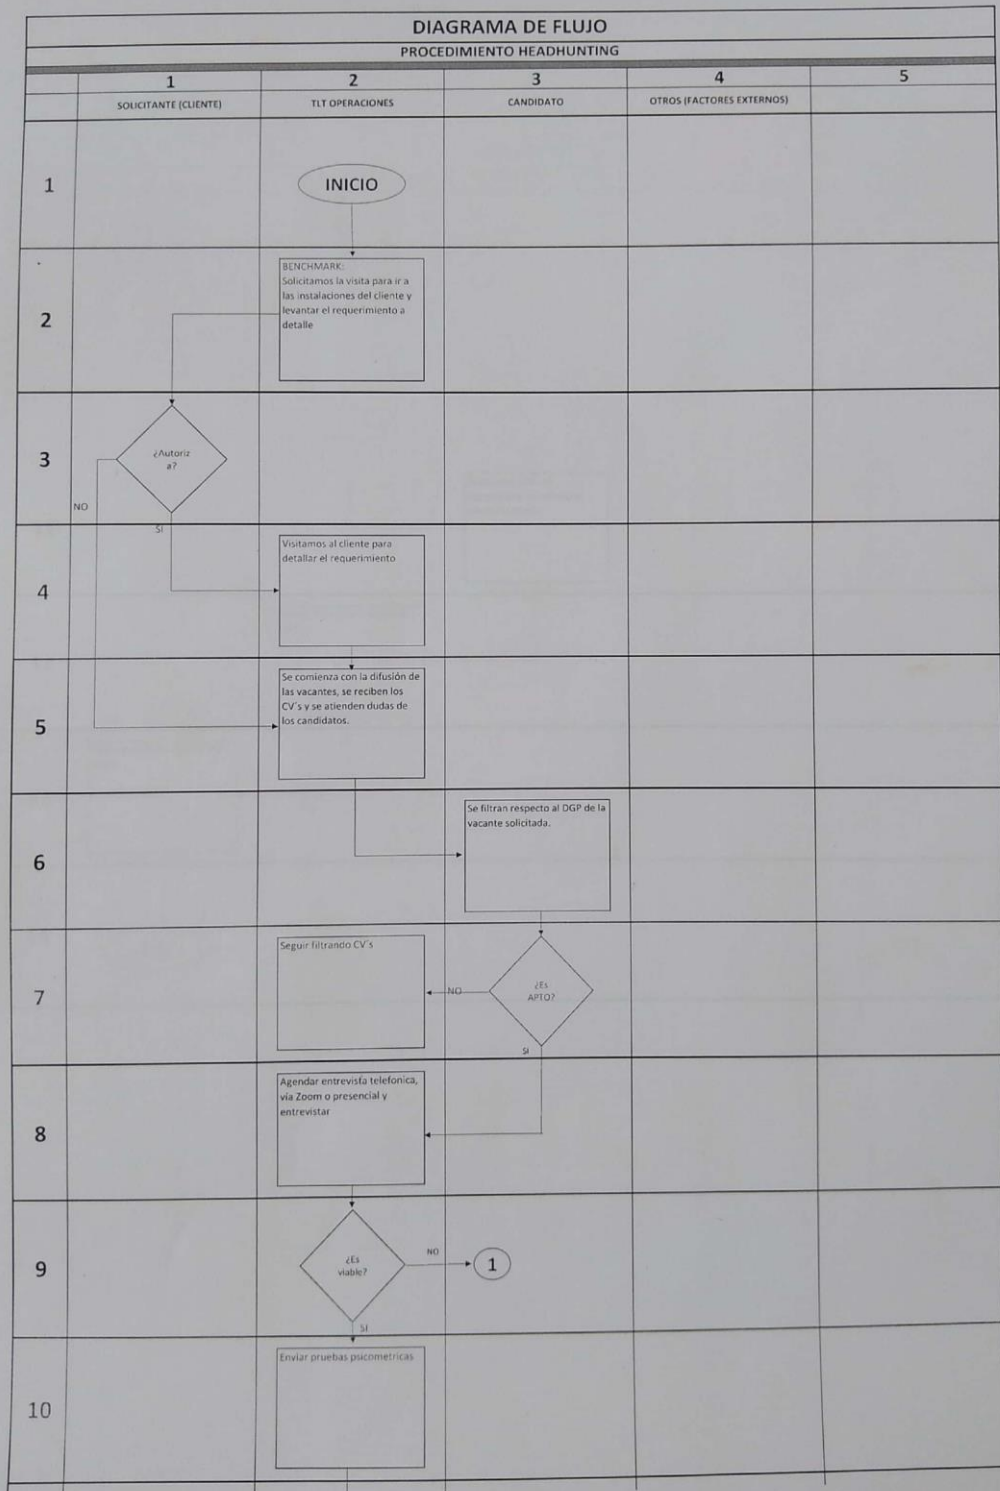 DIAGRAMA DE FLUJO
PROCEDIMIENTO HEADHUNTING
1 2 3 4 5
SOLICITANTE (CLIENTE) TLT OPERACIONES CANDIDATO OTROS (FACTORES EXTERNOS)
1
INICIO
2
BENCHMARK:
Solicitamos la visita para ir a
las instalaciones del cliente y
levantar el requerimiento a
detalle
3
¿Autoriz
a?
NO
SI
4
Visitamos al cliente para
detallar el requerimiento
5
Se comienza con la difusión de
las vacantes, se reciben los
CV´s y se atienden dudas de
los candidatos.
6
Se filtran respecto al DGP de la
vacante solicitada.
7
Seguir filtrando CV´s
NO
¿Es
APTO?
SI
8
Agendar entrevista telefonica,
vía Zoom o presencial y
entrevistar
9
¿Es
viable?
NO
1
SI
10
Enviar pruebas psicometricas